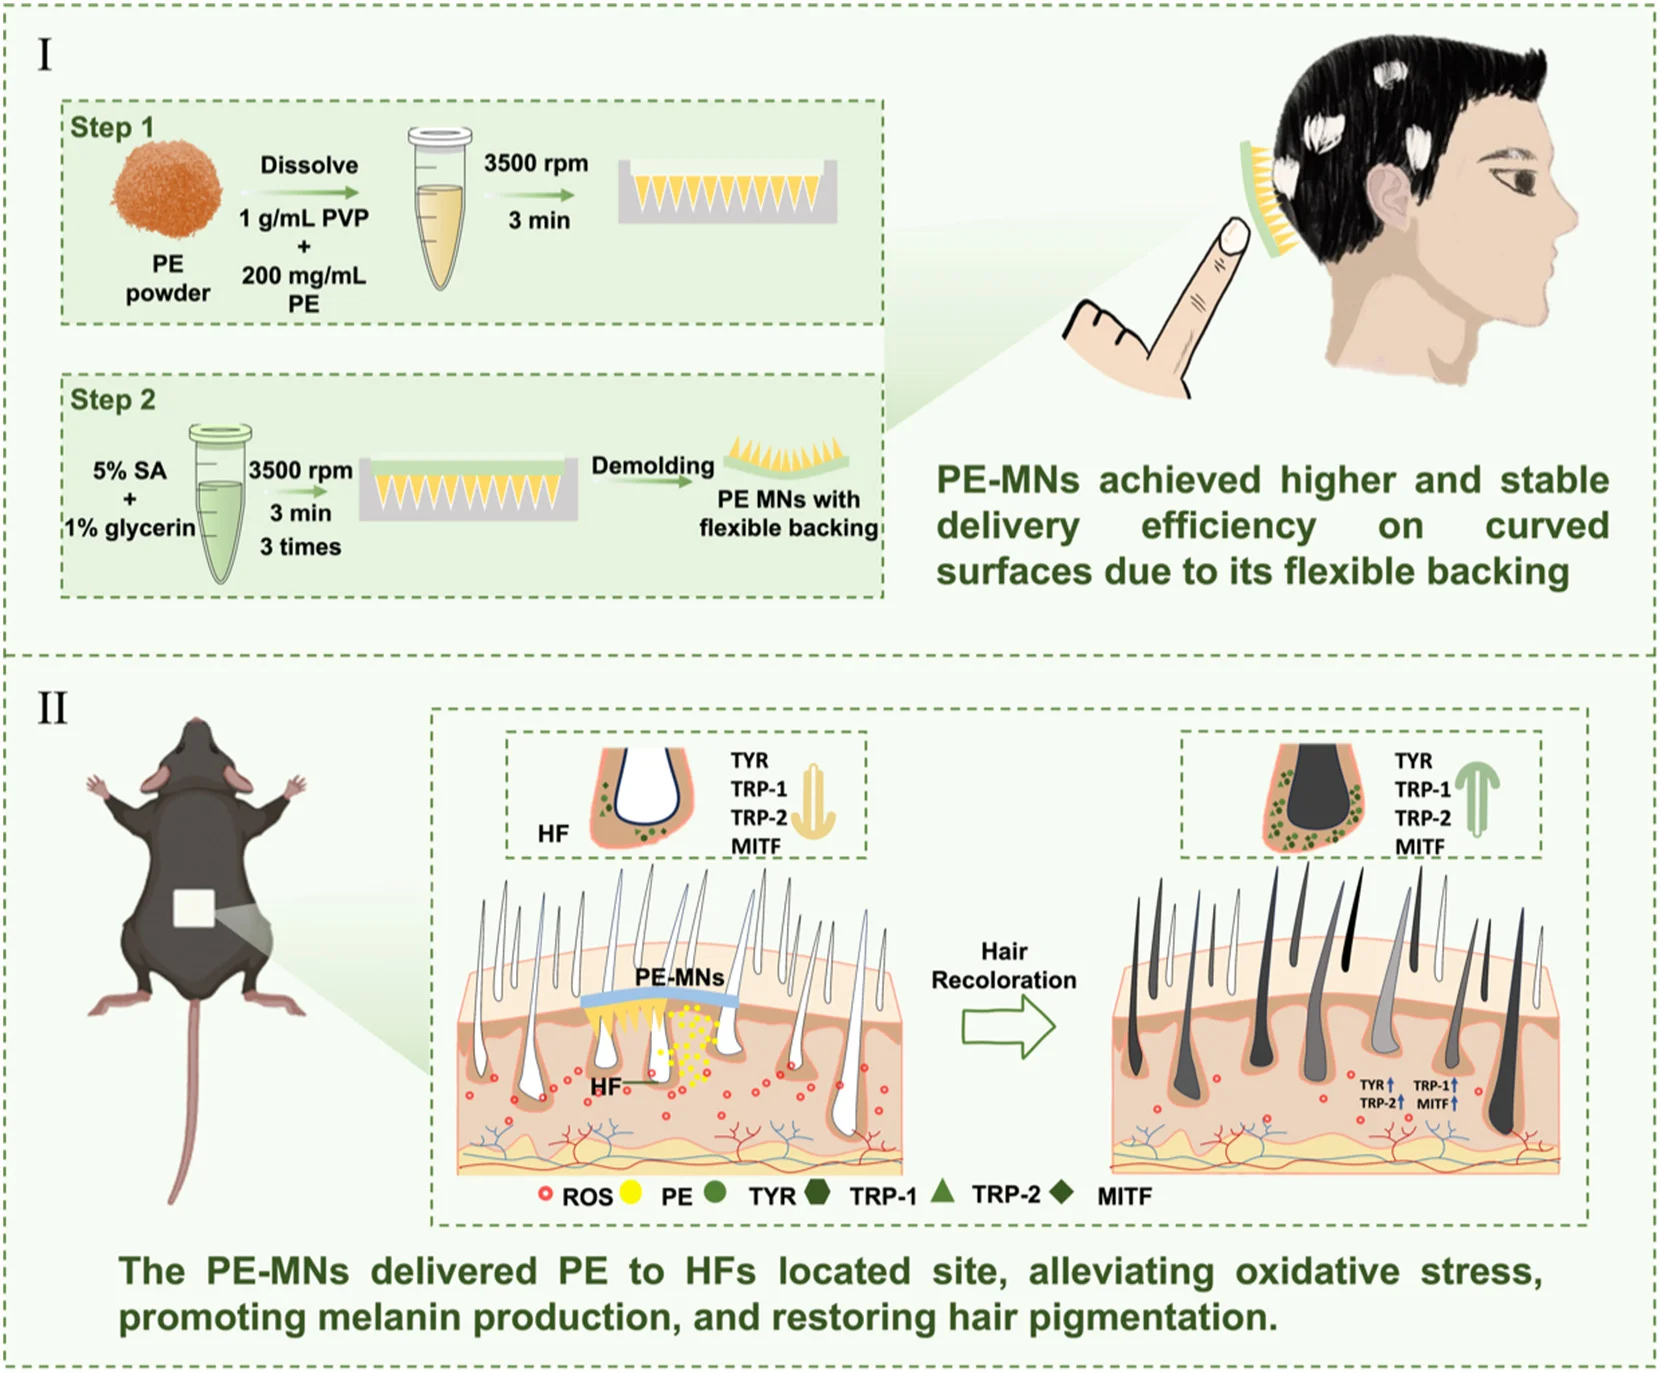 I
Step 1
PE
powder
Dissolve
1 g/mL PVP
+
200 mg/mL
PE
3500 rpm
3 min
Step 2
5% SA
+
1% glycerin
3500 rpm
3 min
3 times
Demolding
PE MNs with
flexible backing
PE-MNs achieved higher and stable
delivery efficiency on curved
surfaces due to its flexible backing
II
HF
TYR
TRP-1
TRP-2
MITF
TYR
TRP-1
TRP-2
MITF
PE-MNs
HF
Hair
Recoloration
TYR TRP-1
TRP-2 MITF
ROS PE TYR TRP-1 TRP-2 MITF
The PE-MNs delivered PE to HFs located site, alleviating oxidative stress,
promoting melanin production, and restoring hair pigmentation.